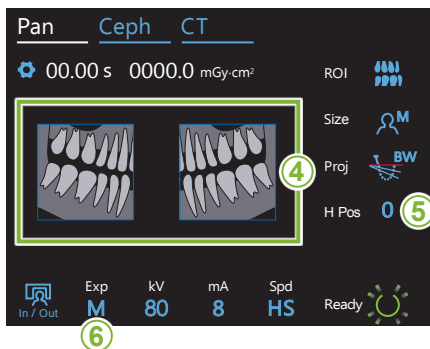 Pan Ceph CT
00.00 s 0000.0 mGy·cm²
ROI
Size M
④
Proj BW
H Pos 0 ⑤
Exp kV mA Spd
In / Out M 80 8 HS Ready
⑥